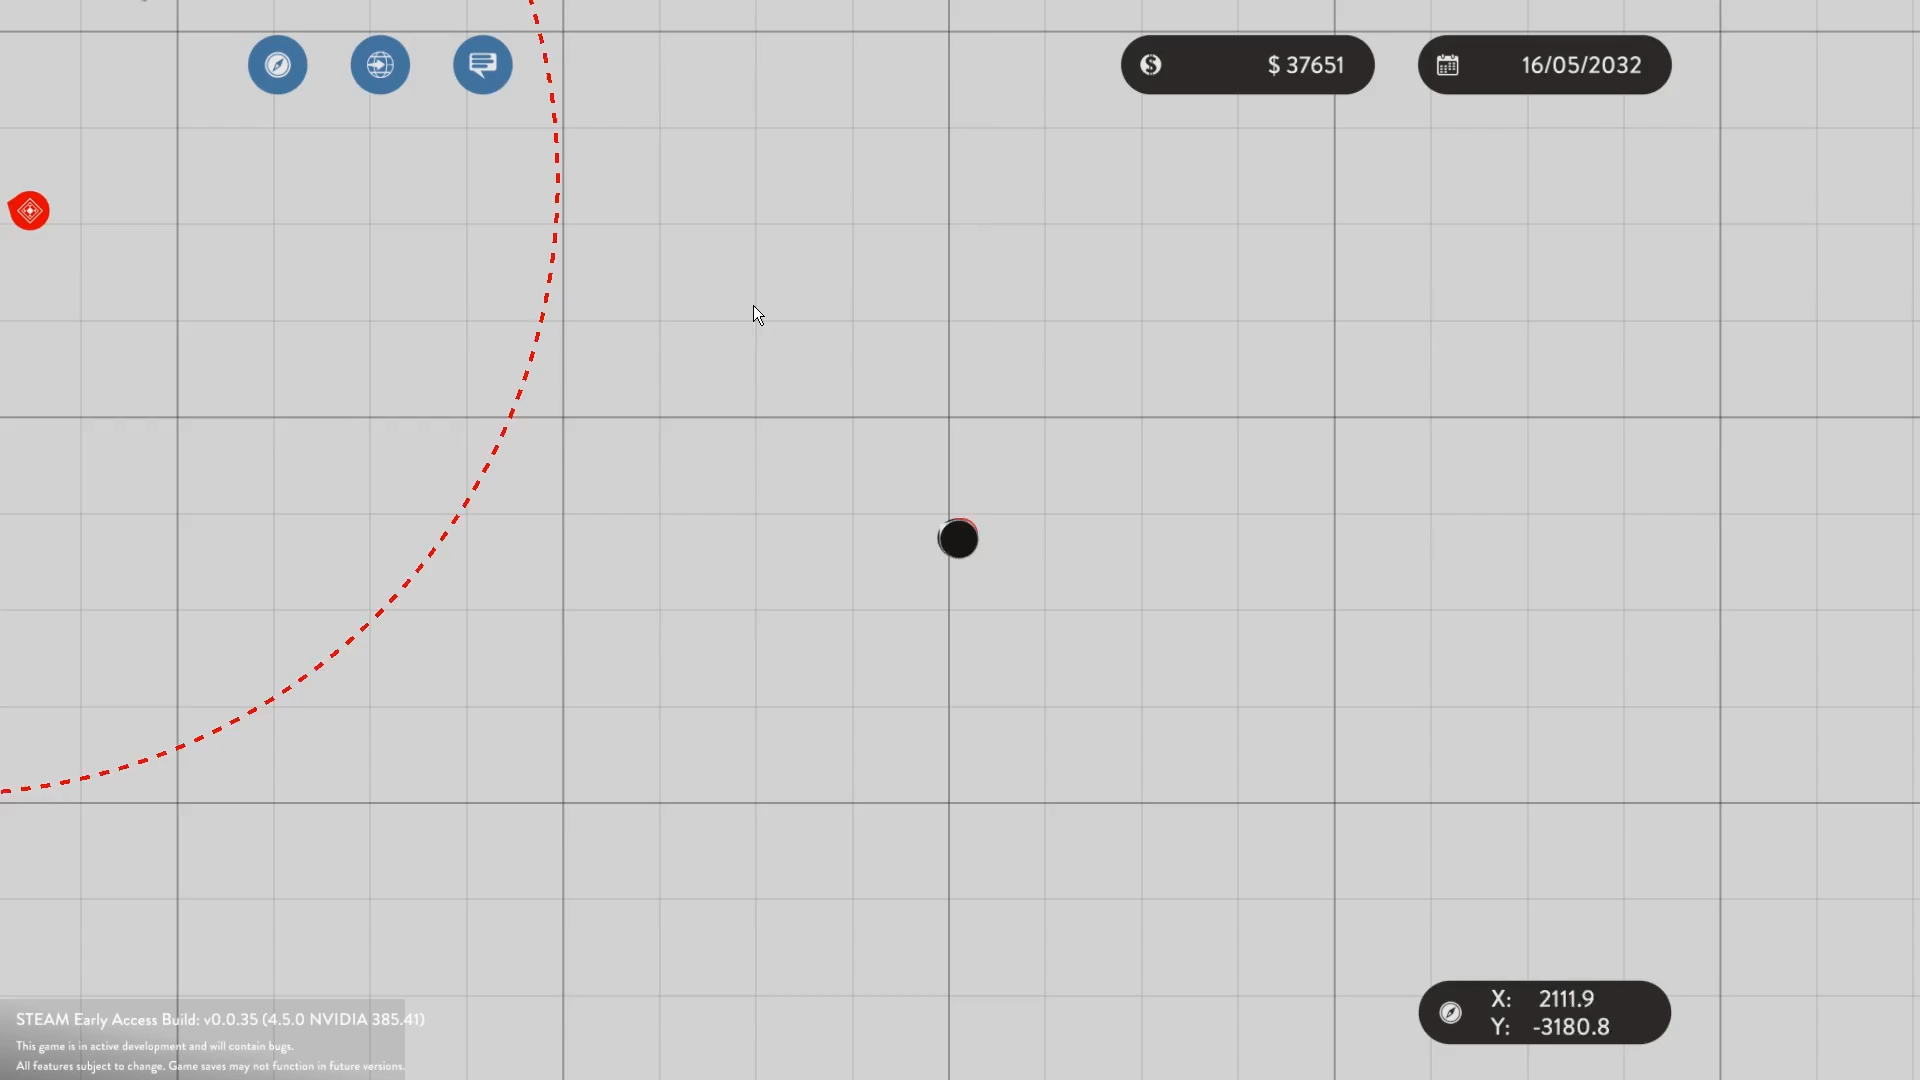 $ 37651
16/05/2032
X: 2111.9
Y: -3180.8
STEAM Early Access Build: v0.0.35 (4.5.0 NVIDIA 385.41)
This game is in active development and will contain bugs.
All features subject to change. Game saves may not function in future versions.